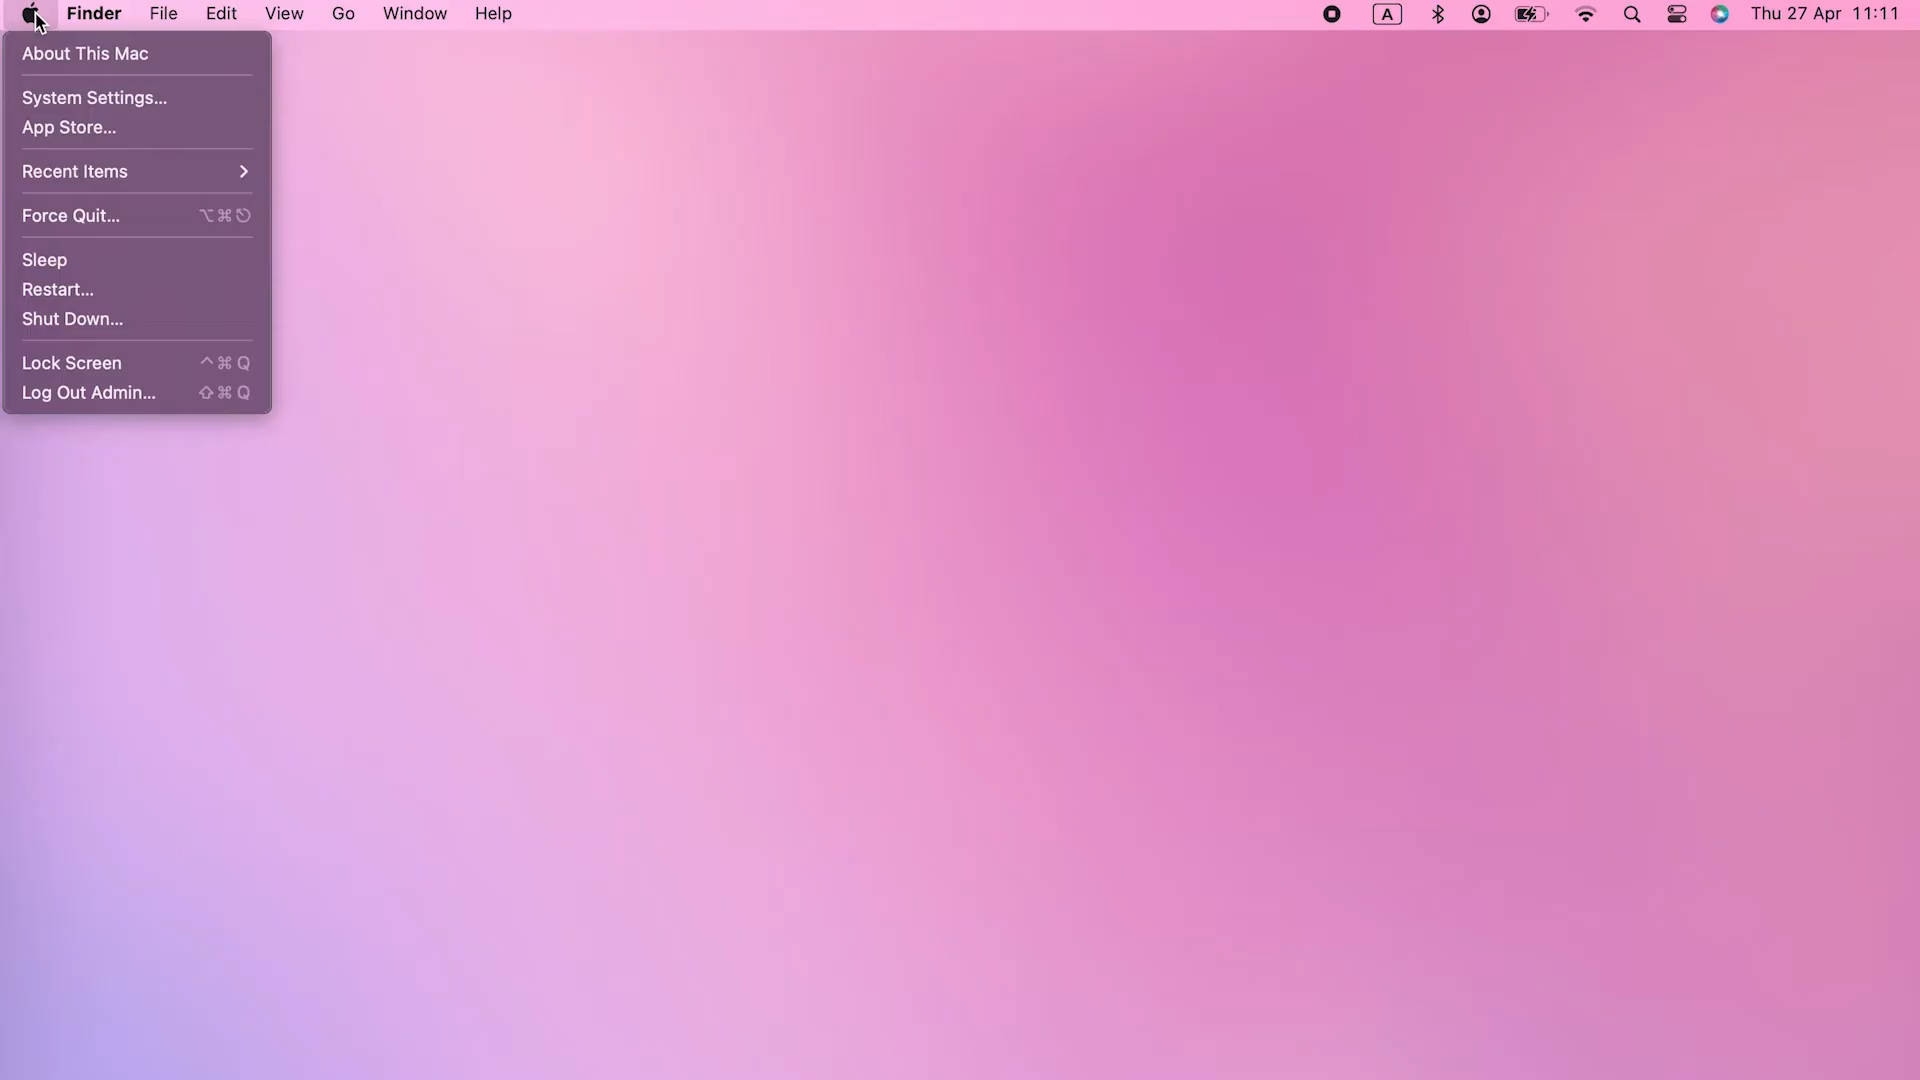 Finder File Edit View Go Window Help A Thu 27 Apr 11:11
About This Mac
System Settings...
App Store...
Recent Items
Force Quit... ⌥⌘⎋
Sleep
Restart...
Shut Down...
Lock Screen ^⌘Q
Log Out Admin... ⇧⌘Q